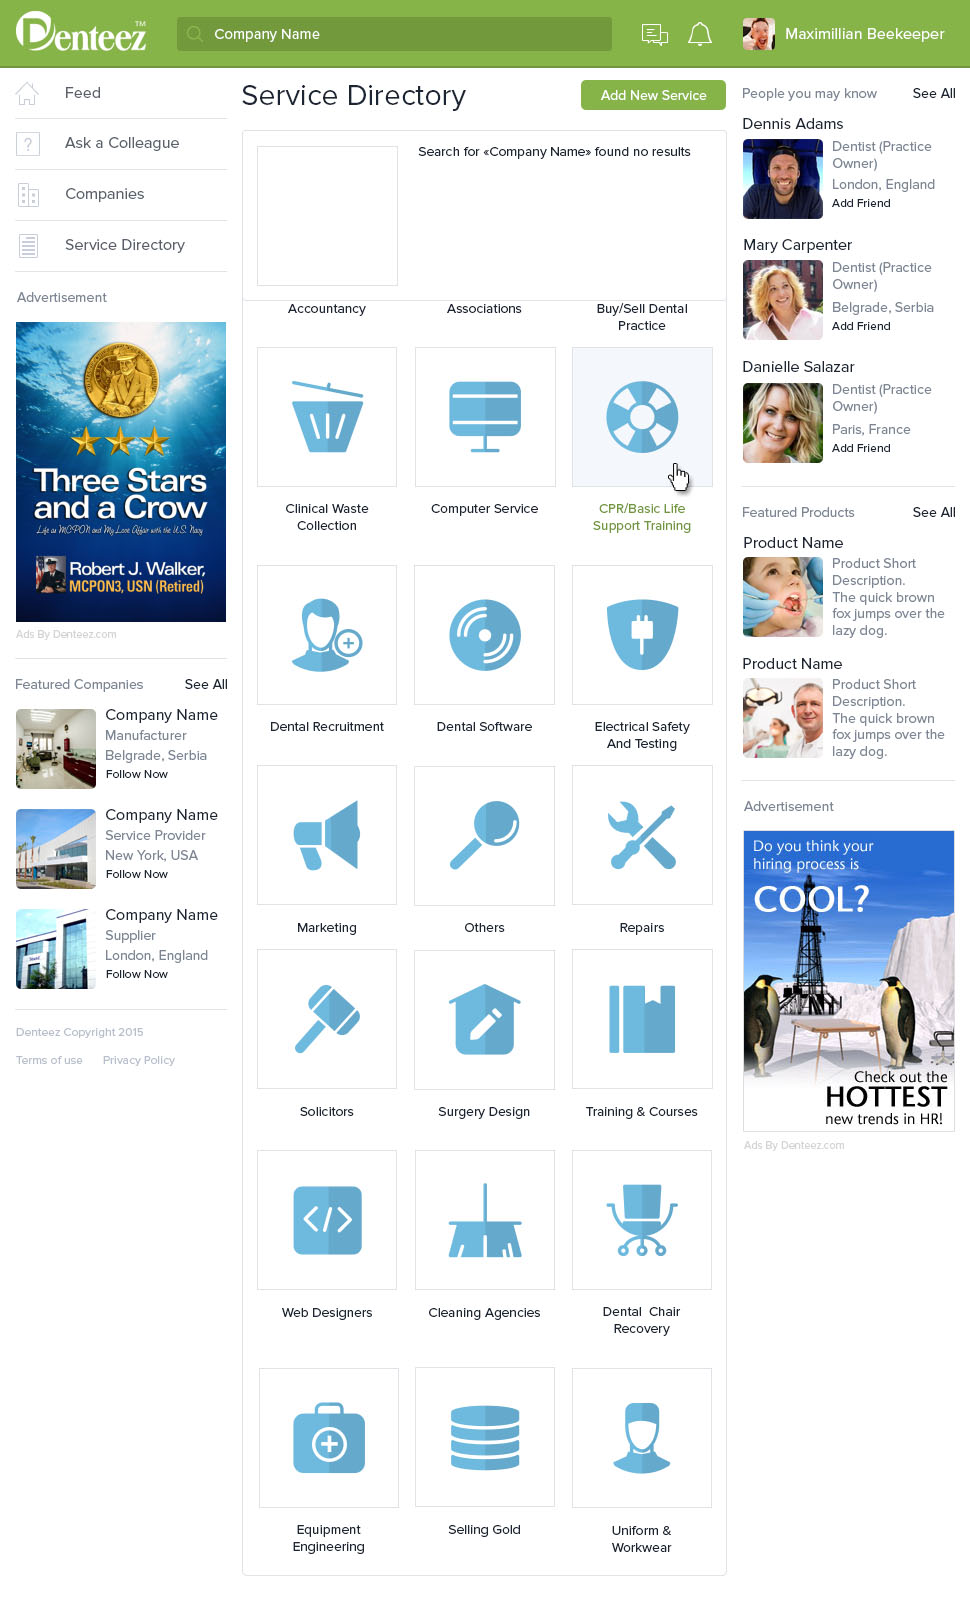 Denteez™
Company Name
Maximillian Beekeeper
Feed
Ask a Colleague
Companies
Service Directory
Advertisement
Three Stars
and a Crow
Life as MCPON and My Love Affair with the U.S. Navy
Robert J. Walker,
MCPON3, USN (Retired)
Ads By Denteez.com
Featured Companies
See All
Company Name
Manufacturer
Belgrade, Serbia
Follow Now
Company Name
Service Provider
New York, USA
Follow Now
Company Name
Supplier
London, England
Follow Now
Denteez Copyright 2015
Terms of use
Privacy Policy
Service Directory
Add New Service
Search for «Company Name» found no results
Accountancy
Associations
Buy/Sell Dental
Practice
Clinical Waste
Collection
Computer Service
CPR/Basic Life
Support Training
Dental Recruitment
Dental Software
Electrical Safety
And Testing
Marketing
Others
Repairs
Solicitors
Surgery Design
Training & Courses
Web Designers
Cleaning Agencies
Dental Chair
Recovery
Equipment
Engineering
Selling Gold
Uniform &
Workwear
People you may know
See All
Dennis Adams
Dentist (Practice
Owner)
London, England
Add Friend
Mary Carpenter
Dentist (Practice
Owner)
Belgrade, Serbia
Add Friend
Danielle Salazar
Dentist (Practice
Owner)
Paris, France
Add Friend
Featured Products
See All
Product Name
Product Short
Description.
The quick brown
fox jumps over the
lazy dog.
Product Name
Product Short
Description.
The quick brown
fox jumps over the
lazy dog.
Advertisement
Do you think your
hiring process is
COOL?
Check out the
HOTTEST
new trends in HR!
Ads By Denteez.com